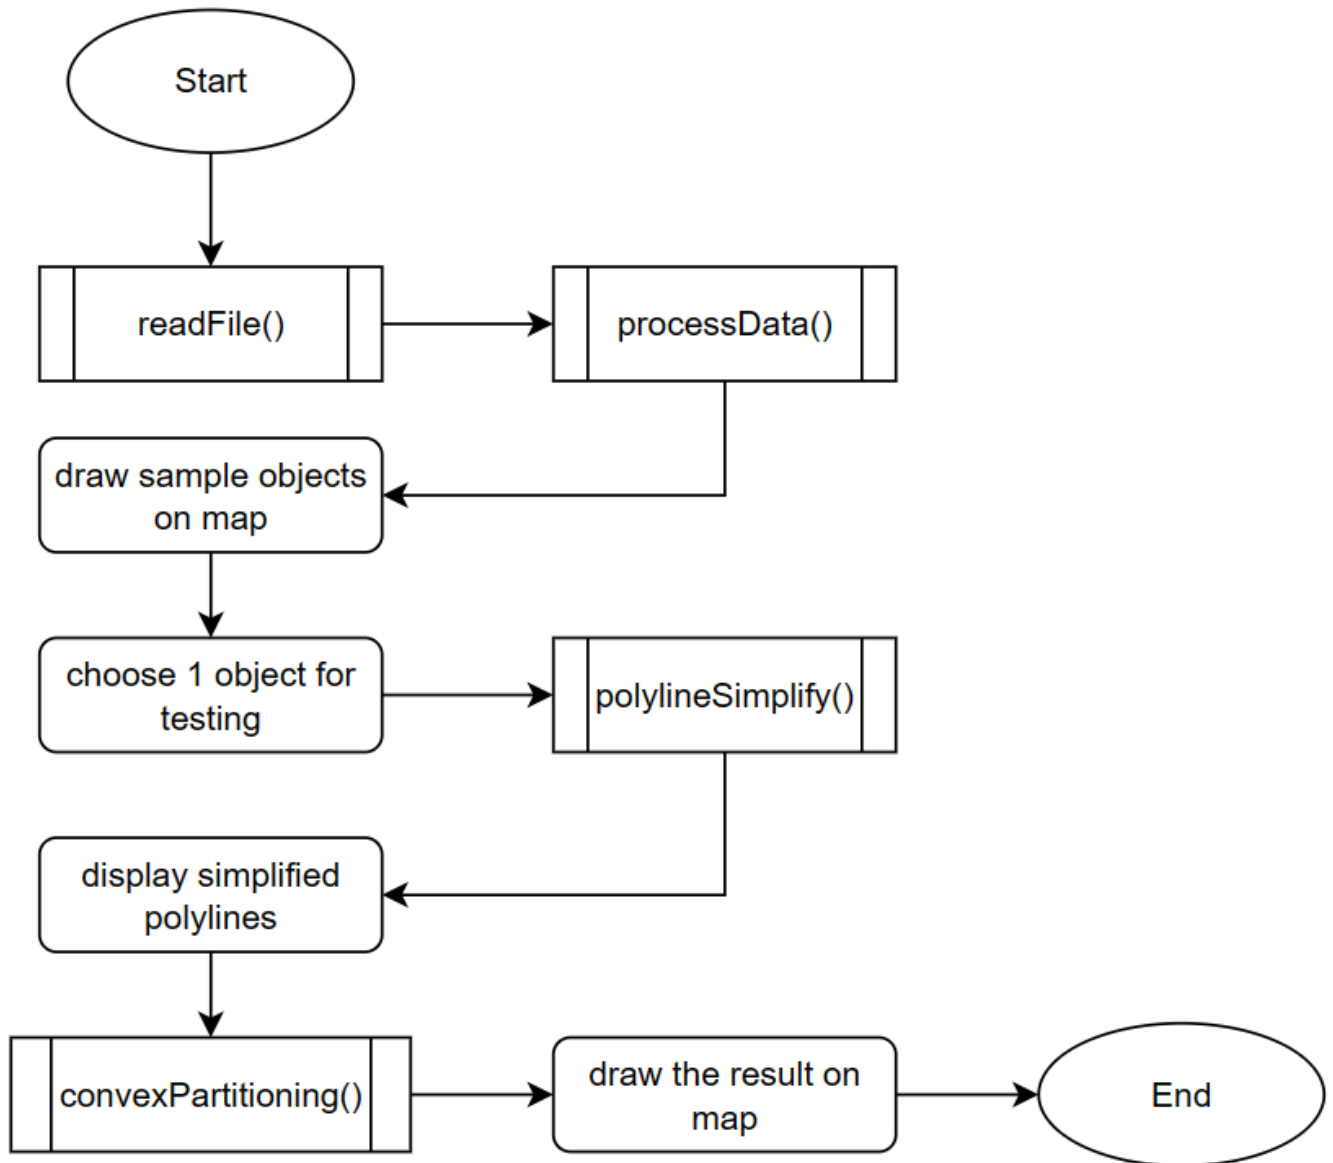 Start
readFile()
processData()
draw sample objects
on map
choose 1 object for
testing
polylineSimplify()
display simplified
polylines
convexPartitioning()
draw the result on
map
End